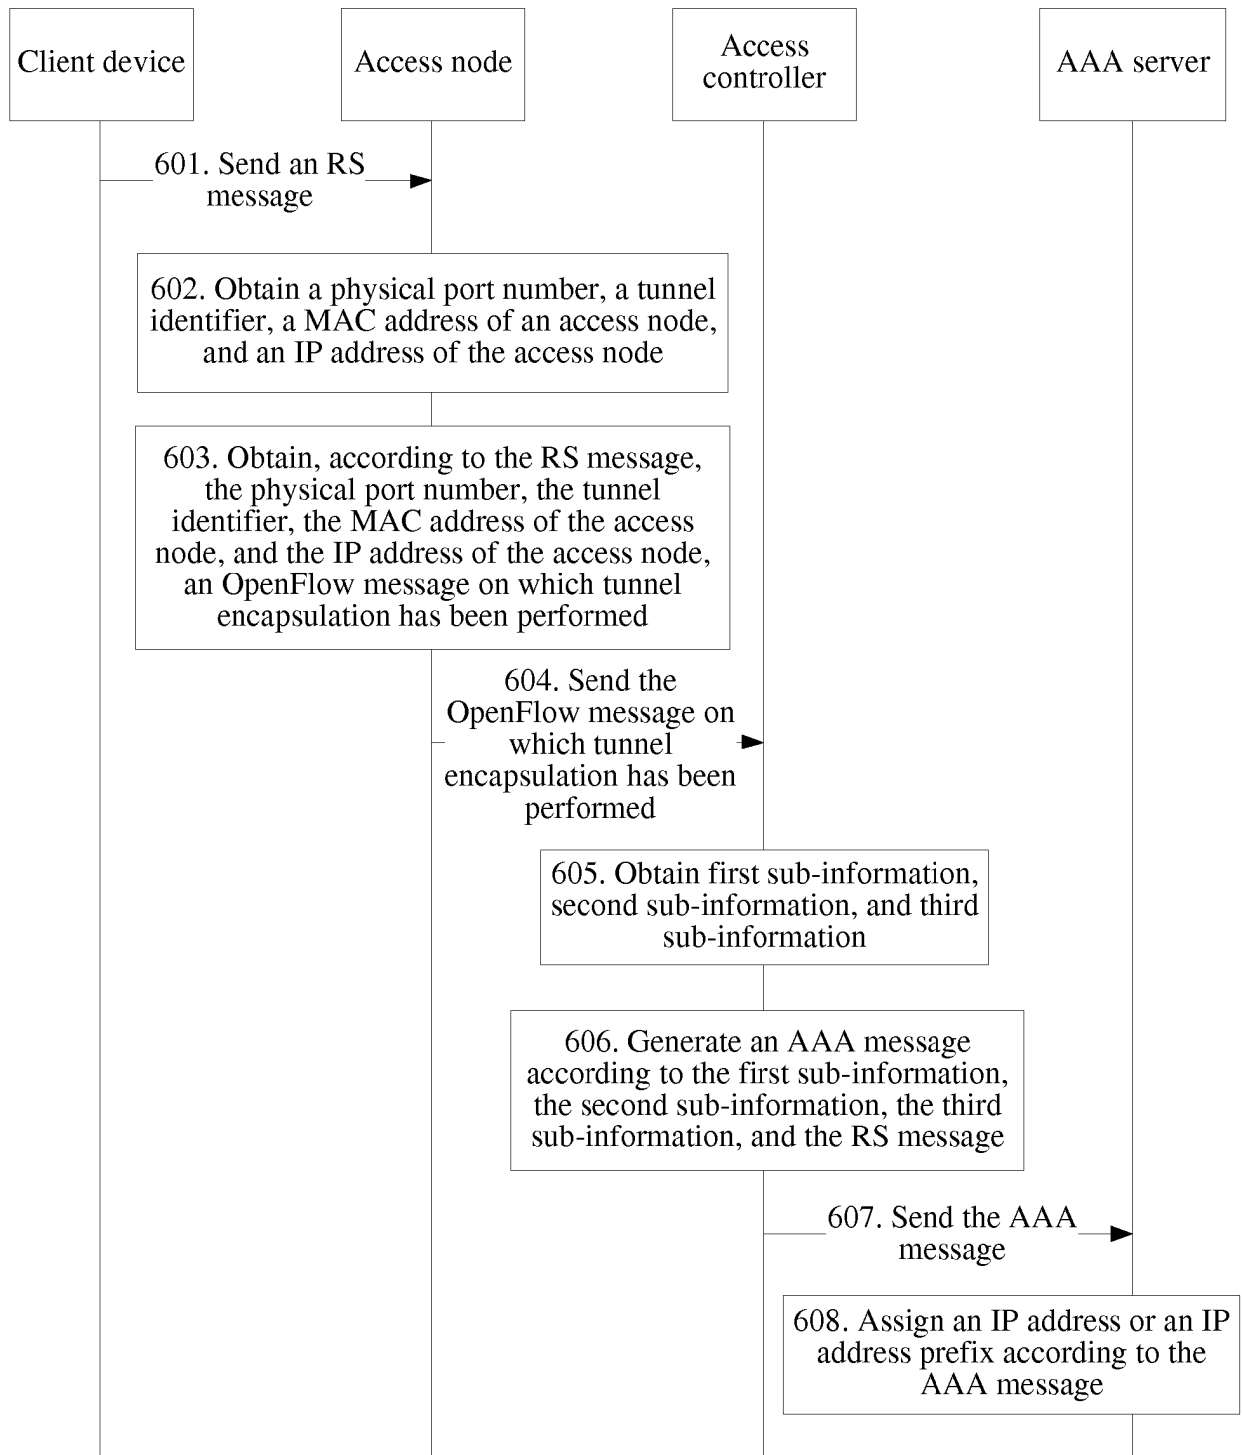 Client device
Access node
Access
controller
AAA server
601. Send an RS
message
602. Obtain a physical port number, a tunnel
identifier, a MAC address of an access node,
and an IP address of the access node
603. Obtain, according to the RS message,
the physical port number, the tunnel
identifier, the MAC address of the access
node, and the IP address of the access node,
an OpenFlow message on which tunnel
encapsulation has been performed
604. Send the
OpenFlow message on
which tunnel
encapsulation has been
performed
605. Obtain first sub-information,
second sub-information, and third
sub-information
606. Generate an AAA message
according to the first sub-information,
the second sub-information, the third
sub-information, and the RS message
607. Send the AAA
message
608. Assign an IP address or an IP
address prefix according to the
AAA message